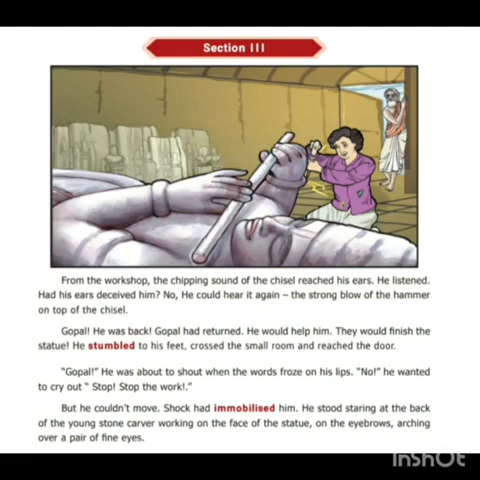 Section III
From the workshop, the chipping sound of the chisel reached his ears. He listened.
Had his ears deceived him? No, He could hear it again – the strong blow of the hammer
on top of the chisel.
Gopal! He was back! Gopal had returned. He would help him. They would finish the
statue! He stumbled to his feet, crossed the small room and reached the door.
"Gopal!" He was about to shout when the words froze on his lips. "No!" he wanted
to cry out " Stop! Stop the work!."
But he couldn't move. Shock had immobilised him. He stood staring at the back
of the young stone carver working on the face of the statue, on the eyebrows, arching
over a pair of fine eyes.
InShOt